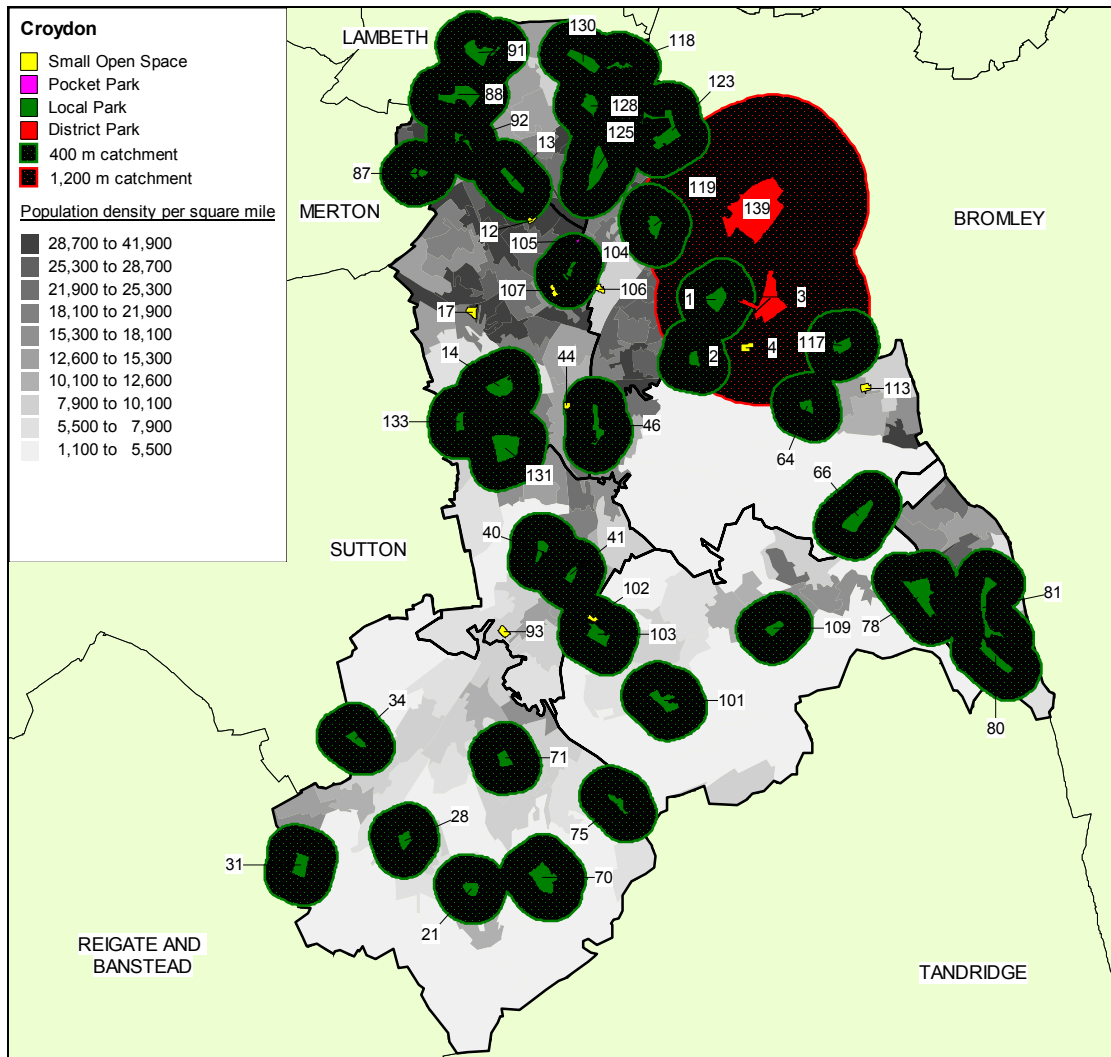 Croydon
Small Open Space
Pocket Park
Local Park
District Park
400 m catchment
1,200 m catchment
Population density per square mile
28,700 to 41,900
25,300 to 28,700
21,900 to 25,300
18,100 to 21,900
15,300 to 18,100
12,600 to 15,300
10,100 to 12,600
7,900 to 10,100
5,500 to 7,900
1,100 to 5,500
LAMBETH
130
118
91
88
123
128
92
125
13
87
119
MERTON
139
BROMLEY
12
105
104
107
106
1
3
17
117
4
2
14
44
113
133
46
64
131
66
40
41
SUTTON
102
81
93
103
109
78
34
101
80
71
28
75
31
70
21
REIGATE AND
BANSTEAD
TANDRIDGE